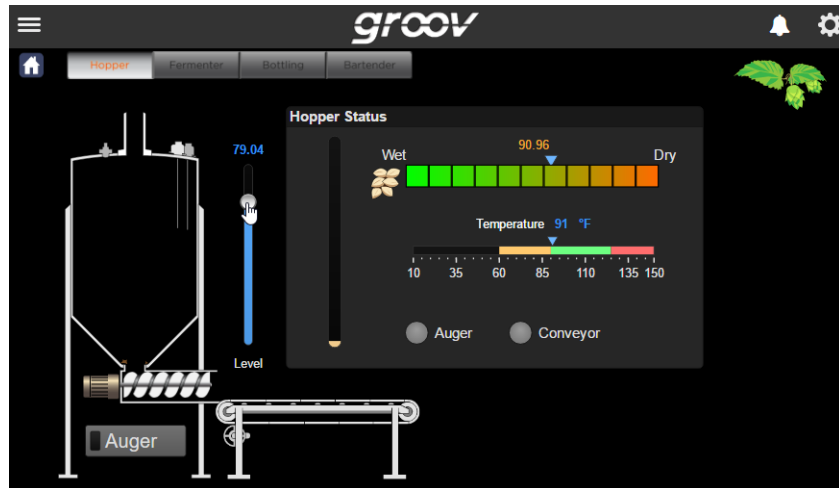 groov
Hopper Fermenter Bottling Bartender
Hopper Status
79.04
90.96
Wet Dry
Temperature 91 °F
10 35 60 85 110 135 150
Auger Conveyor
Level
Auger